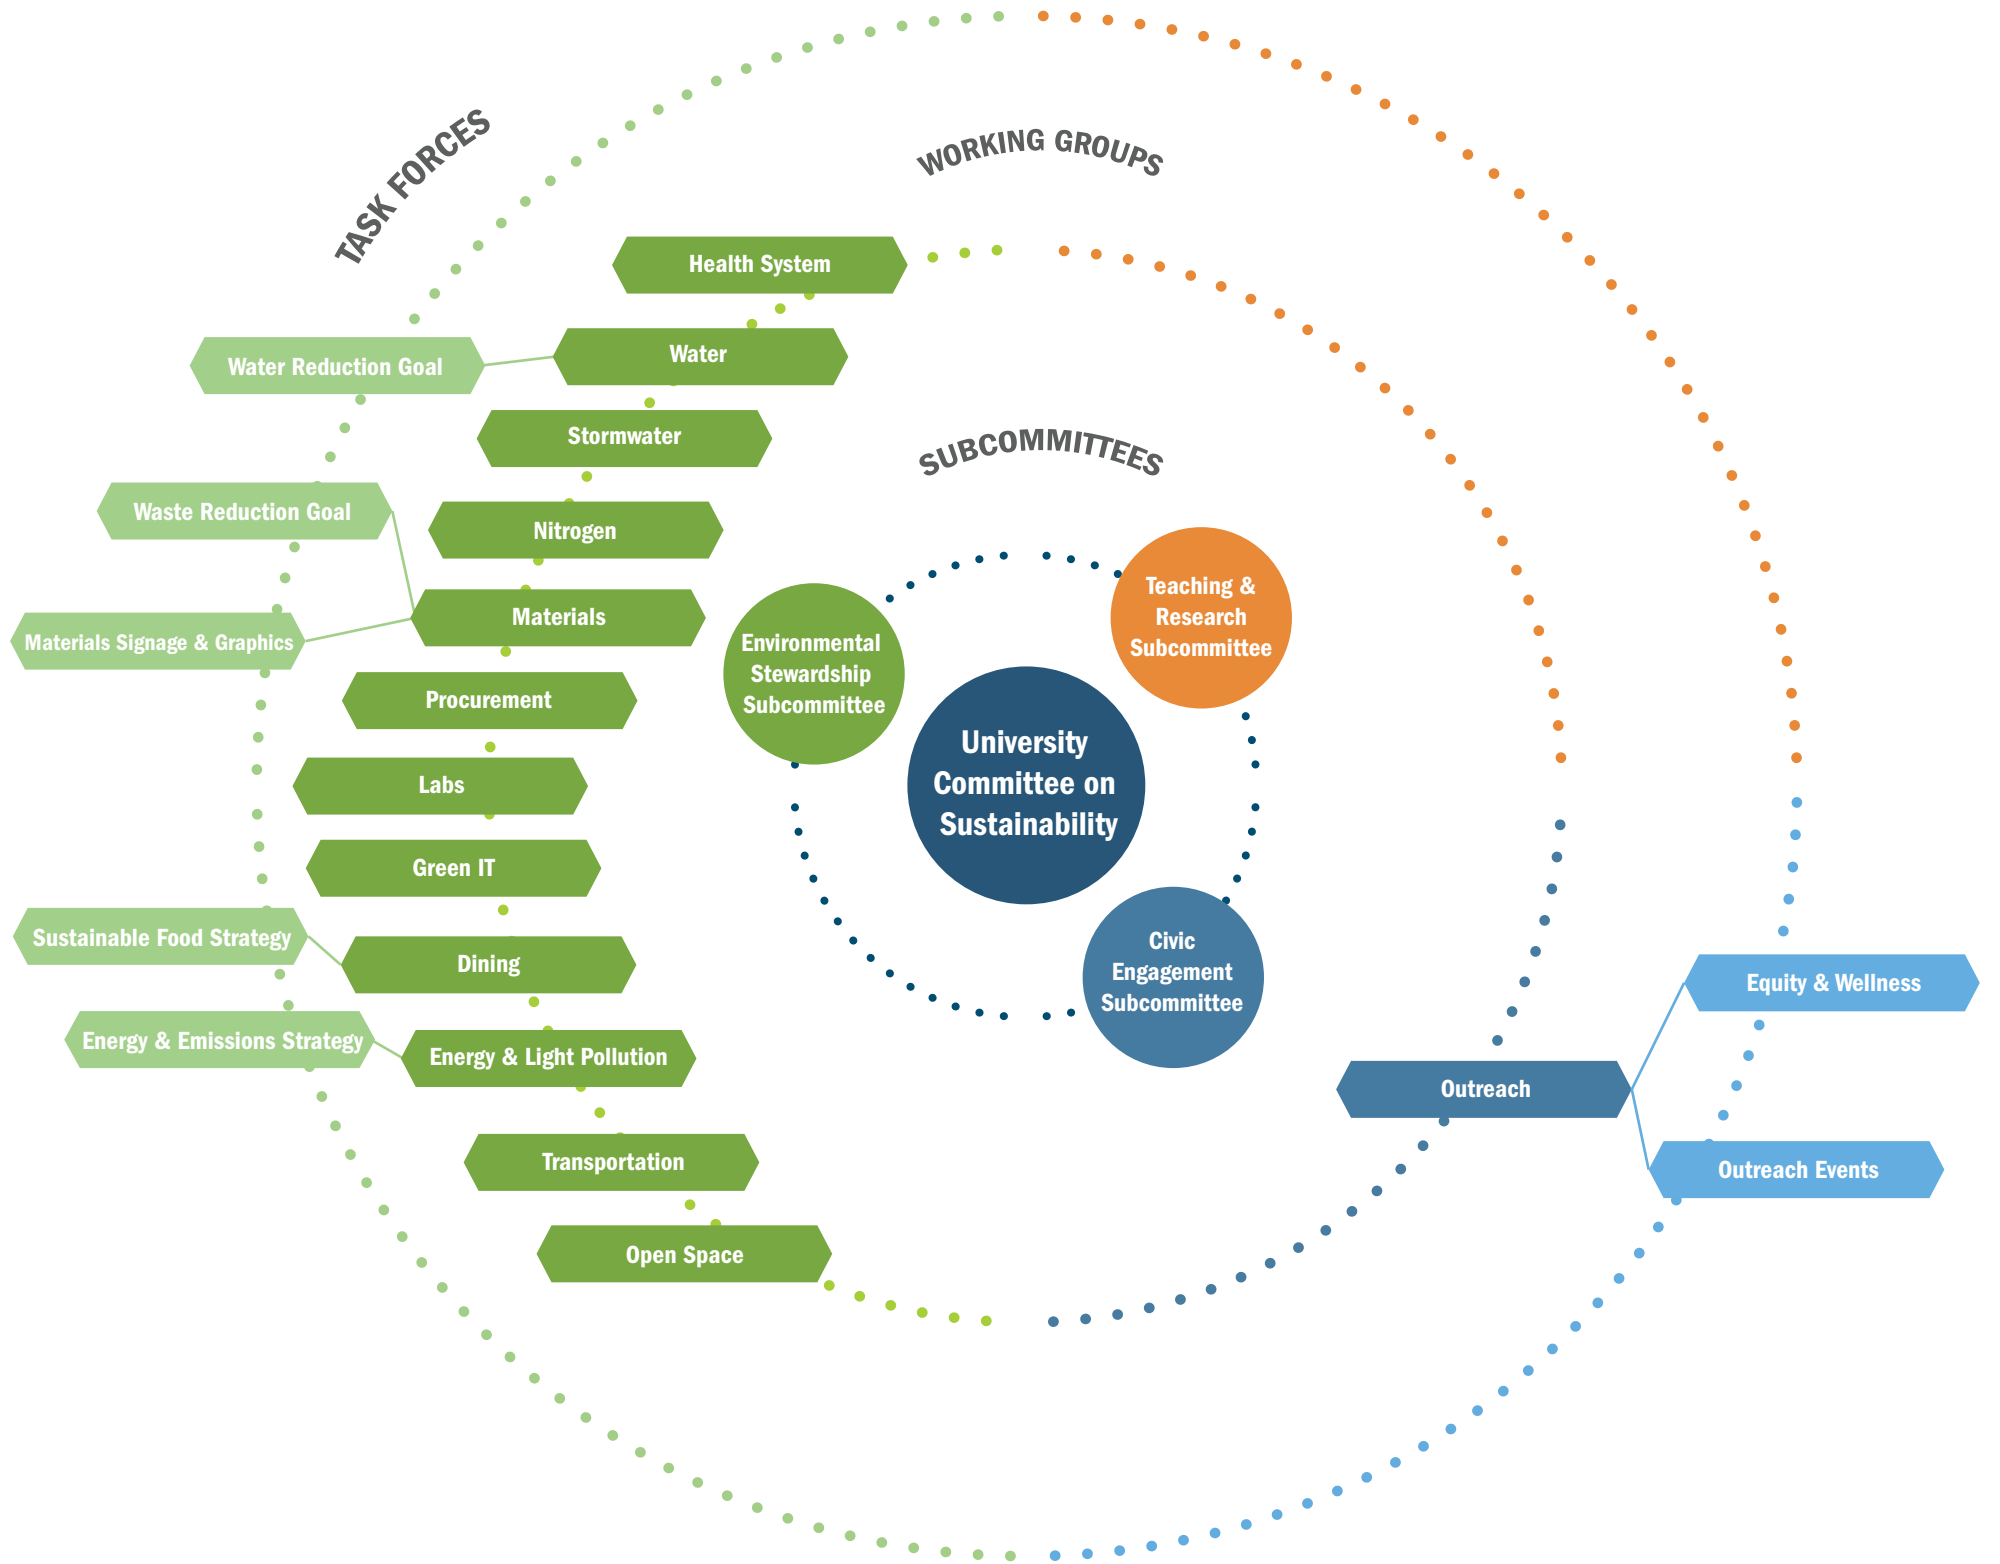 TASK FORCES
WORKING GROUPS
SUBCOMMITTEES
Health System
Water
Stormwater
Nitrogen
Materials
Procurement
Labs
Green IT
Dining
Energy & Light Pollution
Transportation
Open Space
Water Reduction Goal
Waste Reduction Goal
Materials Signage & Graphics
Sustainable Food Strategy
Energy & Emissions Strategy
Environmental
Stewardship
Subcommittee
Teaching &
Research
Subcommittee
University
Committee on
Sustainability
Civic
Engagement
Subcommittee
Outreach
Equity & Wellness
Outreach Events